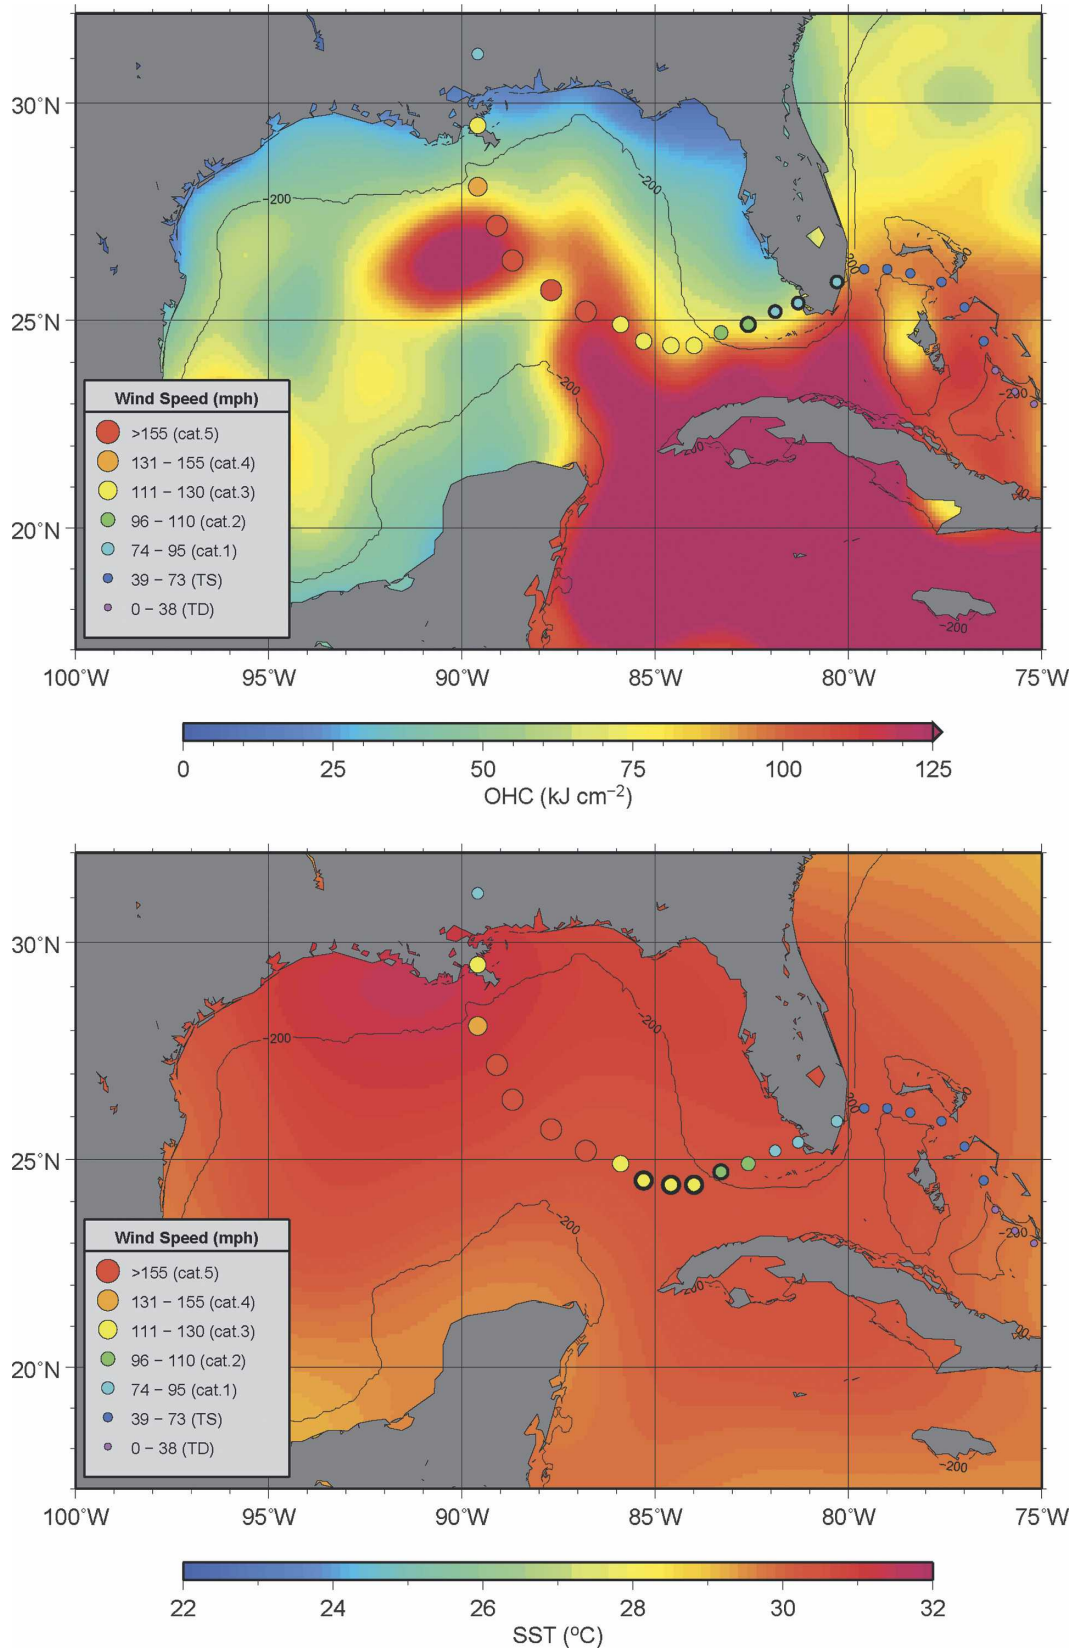 30°N
-200
-200
200
25°N
Wind Speed (mph)
>155 (cat.5)
131 – 155 (cat.4)
111 – 130 (cat.3)
96 – 110 (cat.2)
74 – 95 (cat.1)
39 – 73 (TS)
0 – 38 (TD)
-200
-200
20°N
-200
100°W 95°W 90°W 85°W 80°W 75°W
0 25 50 75 100 125
OHC (kJ cm⁻²)
30°N
-200
-200
200
25°N
Wind Speed (mph)
>155 (cat.5)
131 – 155 (cat.4)
111 – 130 (cat.3)
96 – 110 (cat.2)
74 – 95 (cat.1)
39 – 73 (TS)
0 – 38 (TD)
-200
-200
20°N
-200
100°W 95°W 90°W 85°W 80°W 75°W
22 24 26 28 30 32
SST (°C)